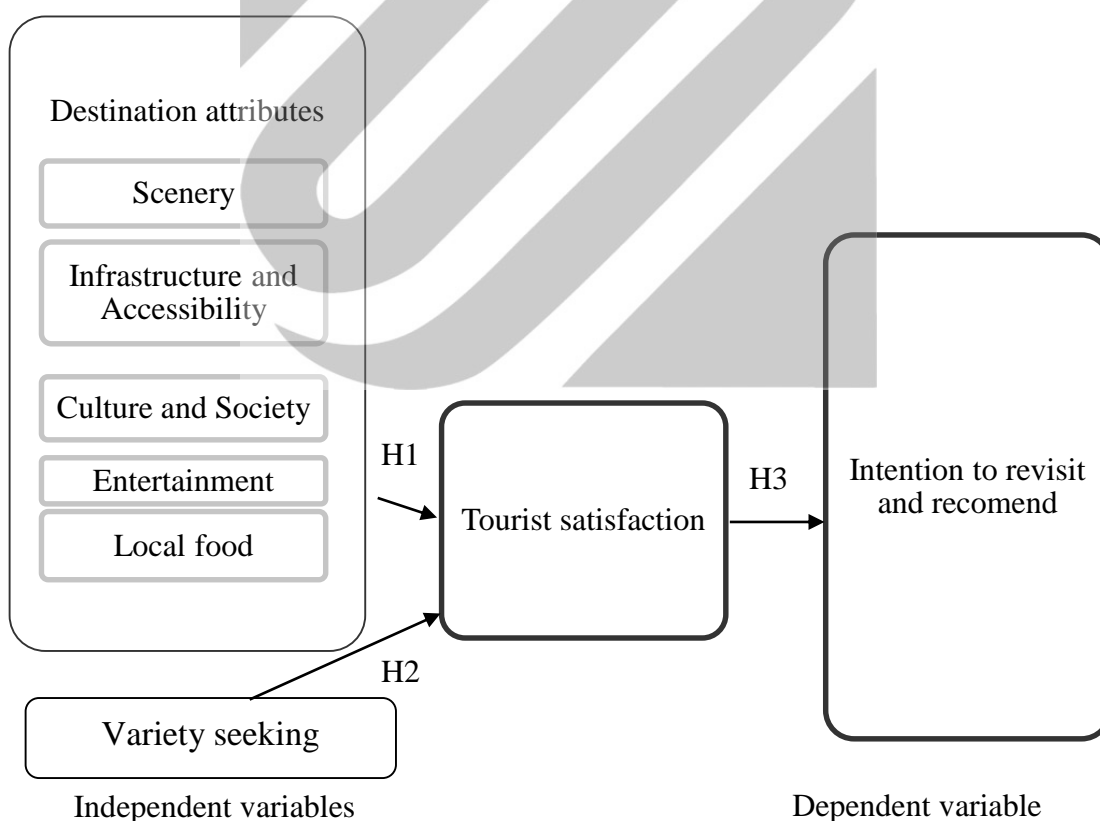 Destination attributes
Scenery
Infrastructure and
Accessibility
Culture and Society
Entertainment
Local food
H1
Tourist satisfaction
H3
Intention to revisit
and recomend
H2
Variety seeking
Independent variables
Dependent variable